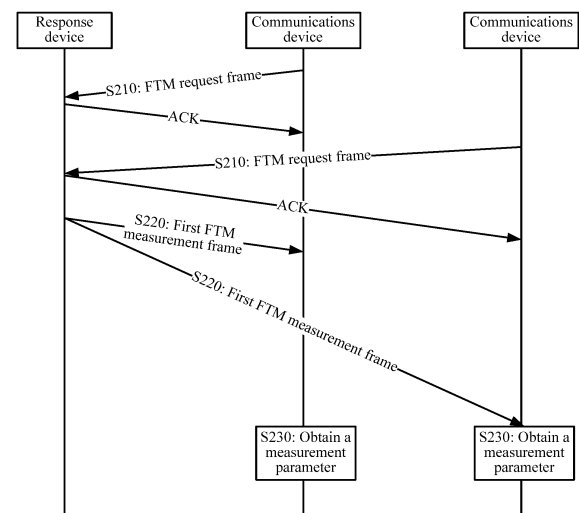 Response
device
Communications
device
Communications
device
S210: FTM request frame
ACK
S210: FTM request frame
ACK
S220: First FTM
measurement frame
S220: First FTM measurement frame
S230: Obtain a
measurement
parameter
S230: Obtain a
measurement
parameter